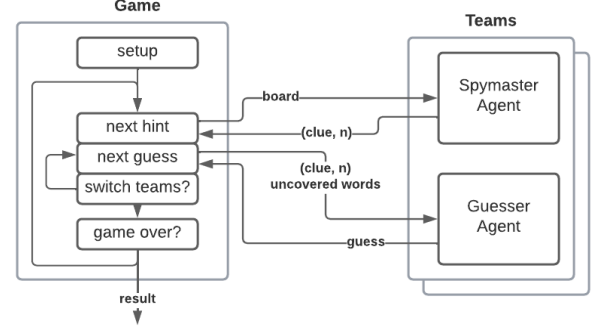 Game
Teams
setup
next hint
next guess
switch teams?
game over?
result
board
(clue, n)
(clue, n)
uncovered words
guess
Spymaster
Agent
Guesser
Agent